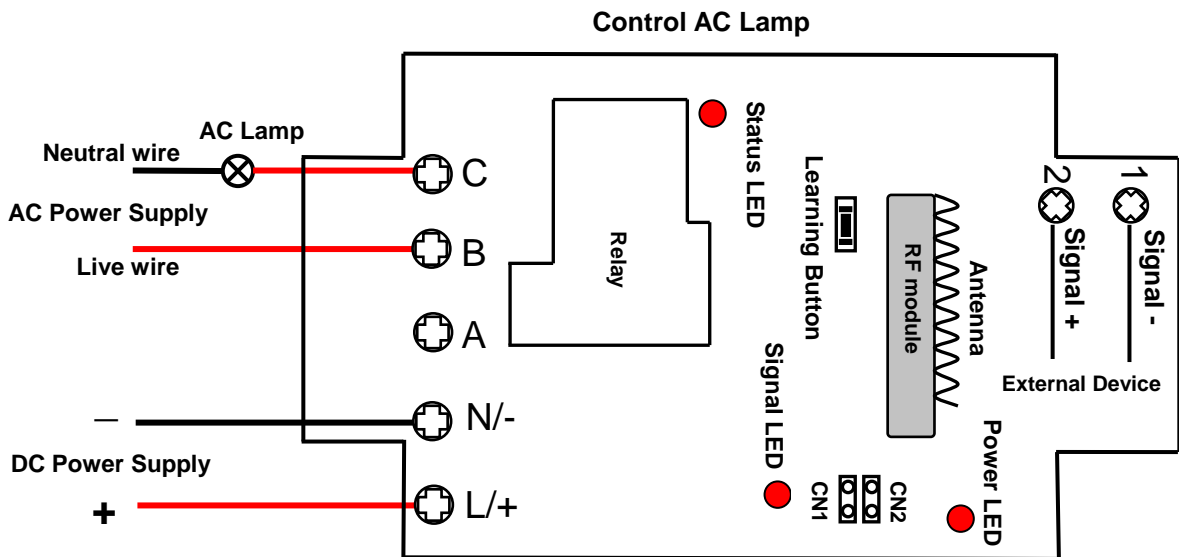 Control AC Lamp
AC Lamp
Neutral wire
AC Power Supply
Live wire
C
B
A
N/-
L/+
—
DC Power Supply
+
Relay
Status LED
Learning Button
RF module
Antenna
Signal LED
CN1
CN2
Power LED
2
1
Signal +
Signal -
External Device